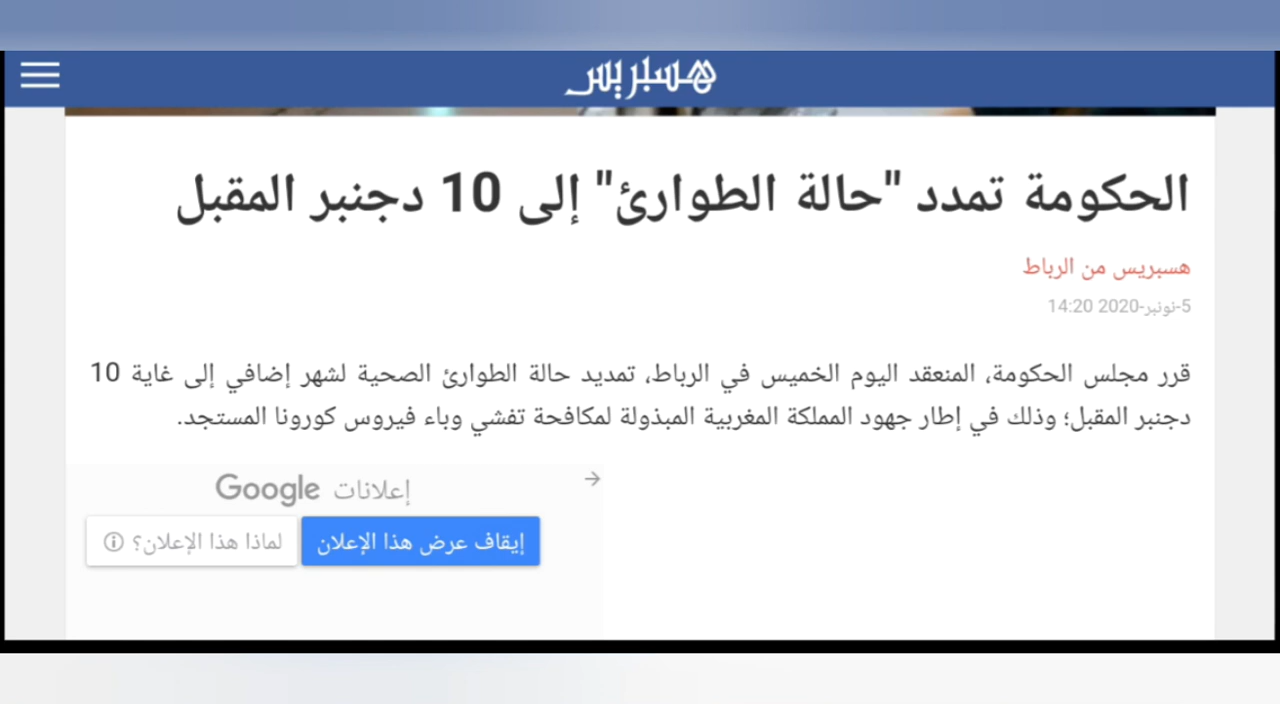 هسبريس
الحكومة تمدد "حالة الطوارئ" إلى 10 دجنبر المقبل
هسبريس من الرباط
5-نونبر-2020 14:20
قرر مجلس الحكومة، المنعقد اليوم الخميس في الرباط، تمديد حالة الطوارئ الصحية لشهر إضافي إلى غاية 10
دجنبر المقبل؛ وذلك في إطار جهود المملكة المغربية المبذولة لمكافحة تفشي وباء فيروس كورونا المستجد.
إعلانات Google
إيقاف عرض هذا الإعلان
لماذا هذا الإعلان؟